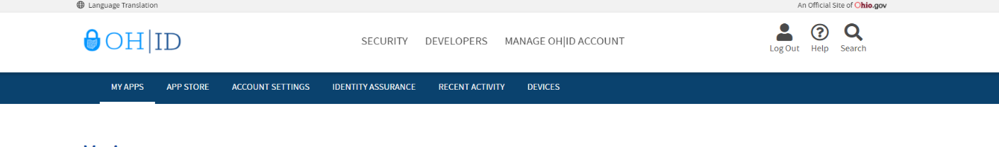 Language Translation
An Official Site of Ohio.gov
OH|ID
SECURITY DEVELOPERS MANAGE OH|ID ACCOUNT
Log Out Help Search
MY APPS APP STORE ACCOUNT SETTINGS IDENTITY ASSURANCE RECENT ACTIVITY DEVICES